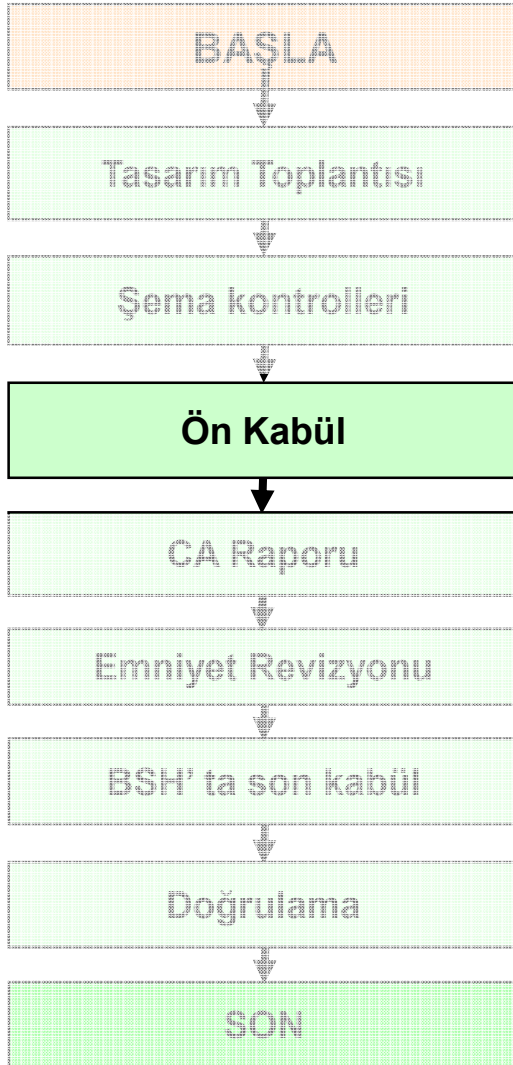 BAŞLA
Tasarım Toplantısı
Şema kontrolleri
Ön Kabül
CA Raporu
Emniyet Revizyonu
BSH' ta son kabül
Doğrulama
SON